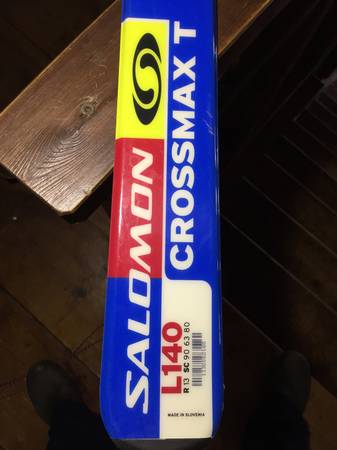 SALOMON
CROSSMAX T
L140
R 13 SC 90 63 80
MADE IN SLOVENIA